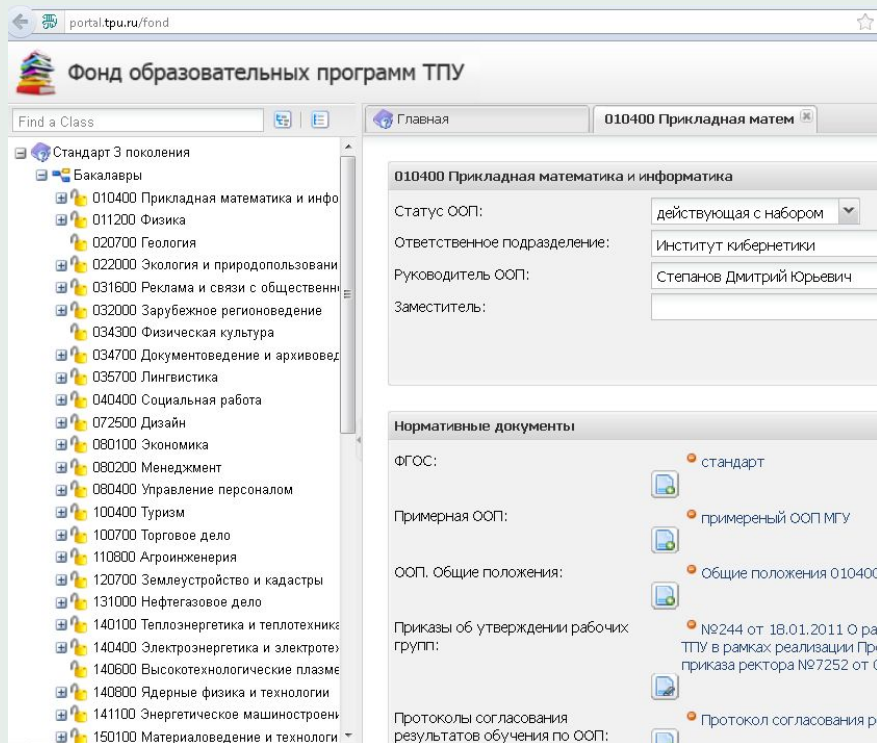 portal.tpu.ru/fond
Фонд образовательных программ ТПУ
Find a Class
Главная
010400 Прикладная матем
Стандарт 3 поколения
Бакалавры
010400 Прикладная математика и инфо
011200 Физика
020700 Геология
022000 Экология и природопользовани
031600 Реклама и связи с общественн
032000 Зарубежное регионоведение
034300 Физическая культура
034700 Документоведение и архивовед
035700 Лингвистика
040400 Социальная работа
072500 Дизайн
080100 Экономика
080200 Менеджмент
080400 Управление персоналом
100400 Туризм
100700 Торговое дело
110800 Агроинженерия
120700 Землеустройство и кадастры
131000 Нефтегазовое дело
140100 Теплоэнергетика и теплотехника
140400 Электроэнергетика и электротех
140600 Высокотехнологические плазме
140800 Ядерные физика и технологии
141100 Энергетическое машиностроени
150100 Материаловедение и технологи
010400 Прикладная математика и информатика
Статус ООП:
действующая с набором
Ответственное подразделение:
Институт кибернетики
Руководитель ООП:
Степанов Дмитрий Юрьевич
Заместитель:
Нормативные документы
ФГОС:
стандарт
Примерная ООП:
примереный ООП МГУ
ООП. Общие положения:
Общие положения 010400
Приказы об утверждении рабочих
групп:
№244 от 18.01.2011 О ра
ТПУ в рамках реализации Про
приказа ректора №7252 от 0
Протоколы согласования
результатов обучения по ООП:
Протокол согласования р